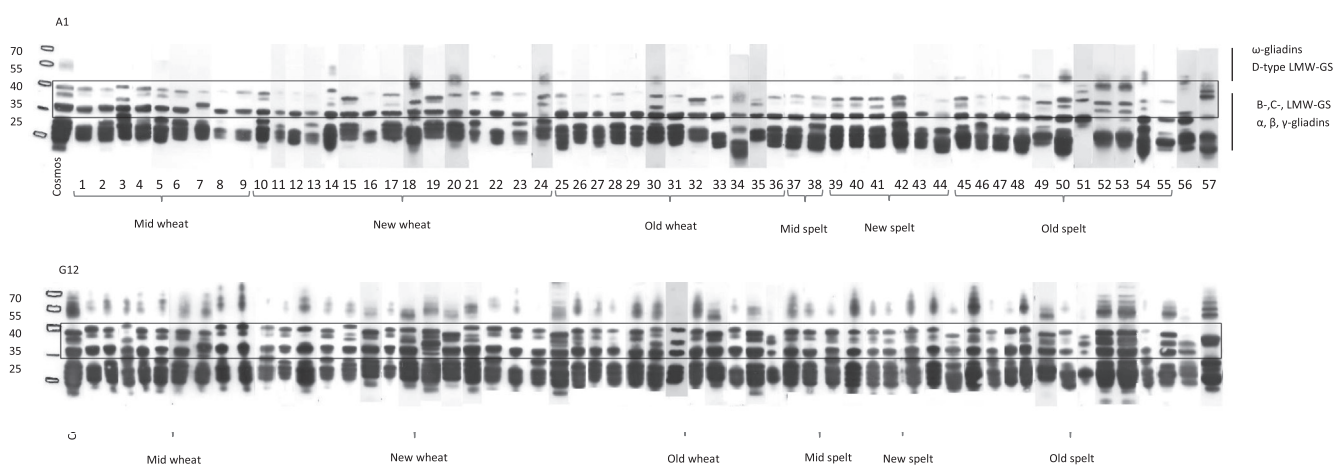 A1
70
55
40
35
25
ω-gliadins
D-type LMW-GS
B-,C-, LMW-GS
α, β, γ-gliadins
Cosmos
1 2 3 4 5 6 7 8 9 10 11 12 13 14 15 16 17 18 19 20 21 22 23 24 25 26 27 28 29 30 31 32 33 34 35 36 37 38 39 40 41 42 43 44 45 46 47 48 49 50 51 52 53 54 55 56 57
Mid wheat New wheat Old wheat Mid spelt New spelt Old spelt
G12
70
55
40
35
25
Mid wheat New wheat Old wheat Mid spelt New spelt Old spelt